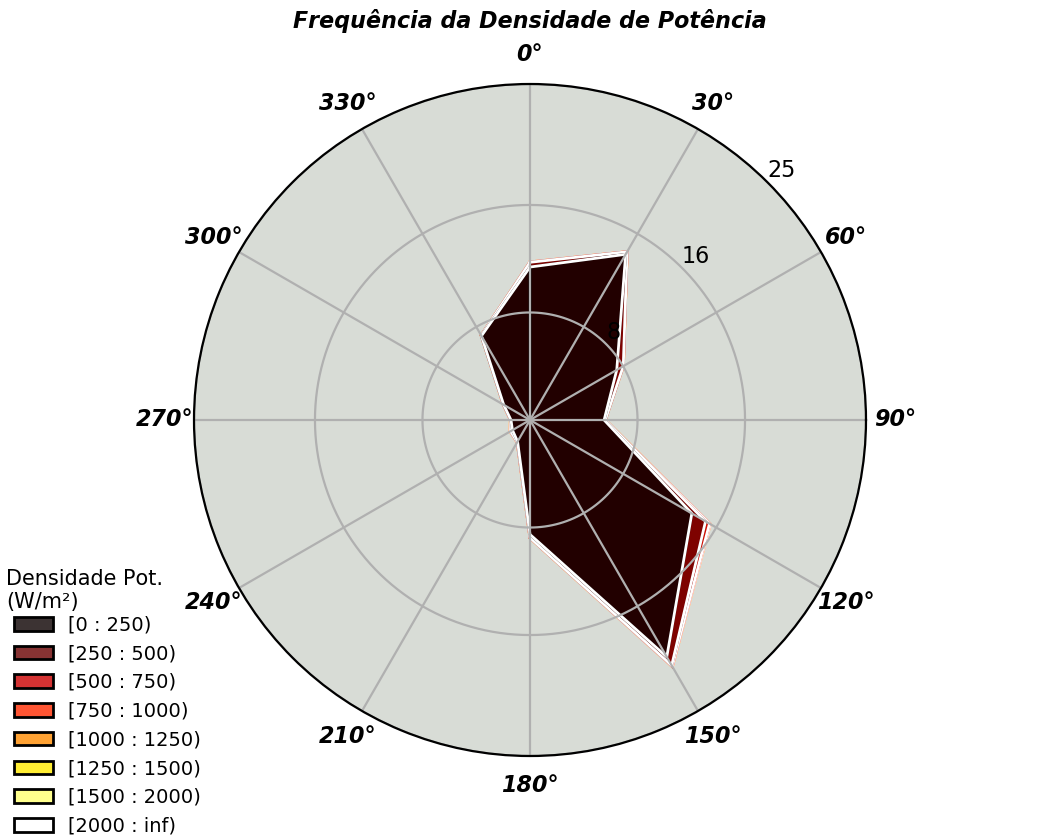 Frequência da Densidade de Potência
0°
330°
30°
25
300°
60°
16
8
270°
90°
240°
120°
210°
150°
180°
Densidade Pot.
(W/m²)
[0 : 250)
[250 : 500)
[500 : 750)
[750 : 1000)
[1000 : 1250)
[1250 : 1500)
[1500 : 2000)
[2000 : inf)